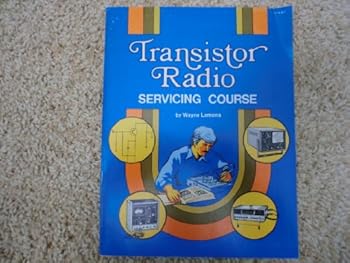 Transistor
Radio
SERVICING COURSE
by Wayne Lemons